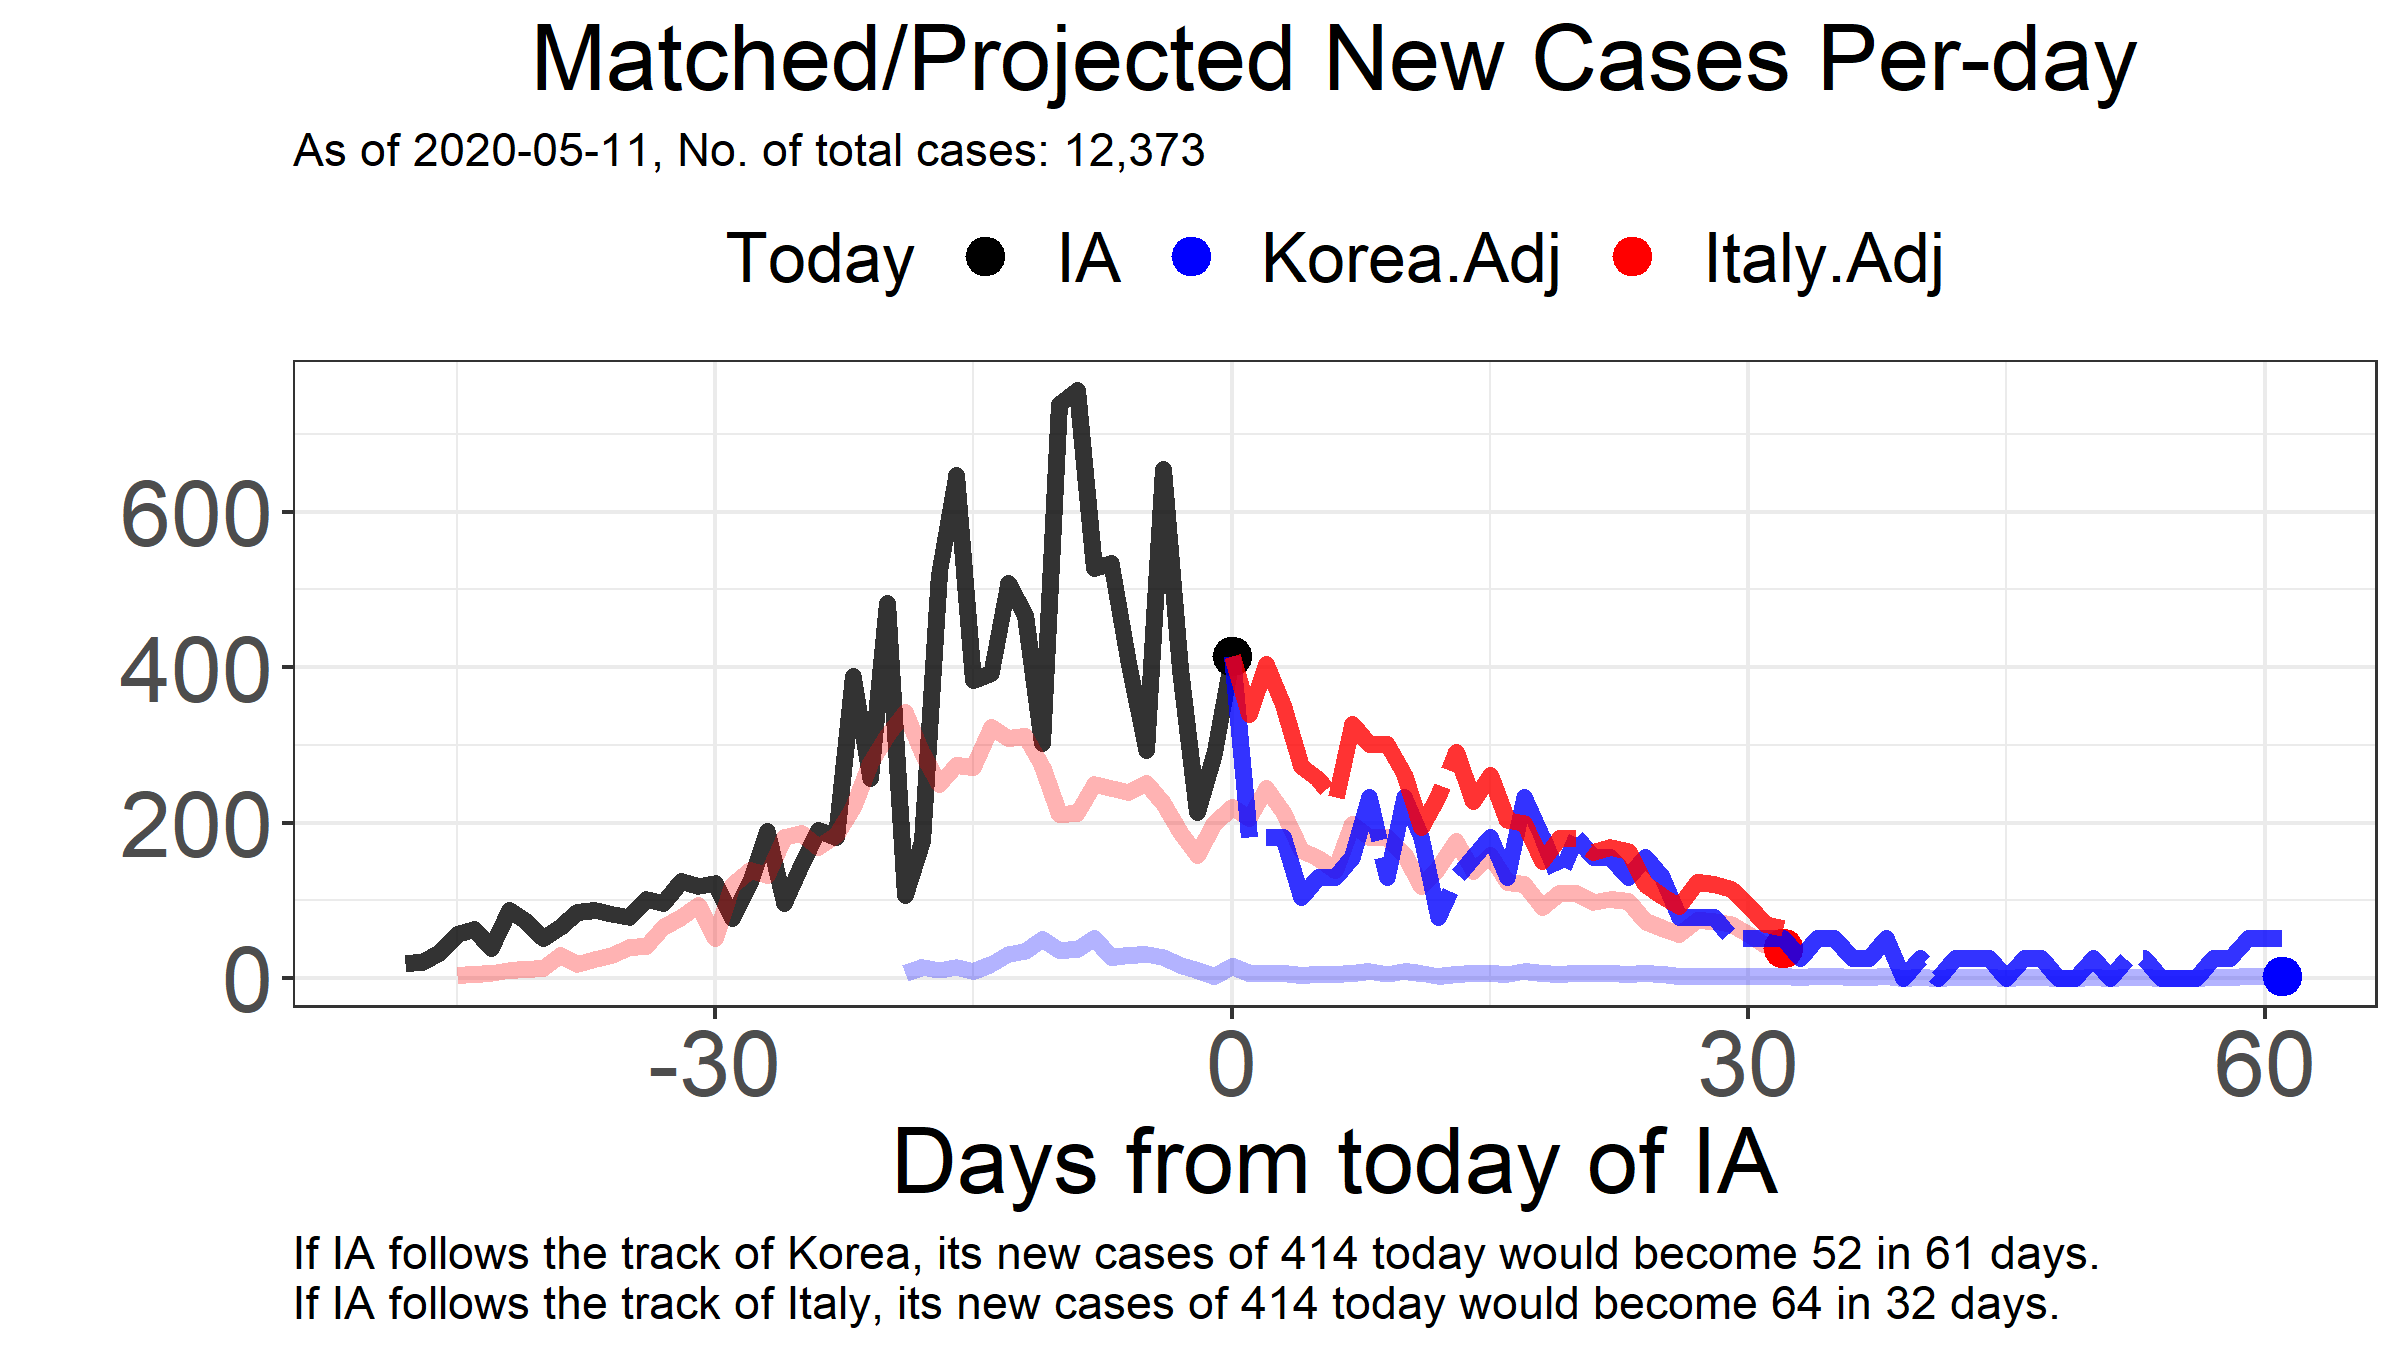 Matched/Projected New Cases Per-day
As of 2020-05-11, No. of total cases: 12,373
Today IA Korea.Adj Italy.Adj
600
400
200
0
-30 0 30 60
Days from today of IA
If IA follows the track of Korea, its new cases of 414 today would become 52 in 61 days.
If IA follows the track of Italy, its new cases of 414 today would become 64 in 32 days.